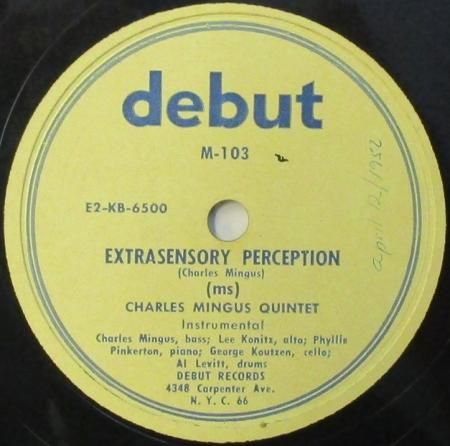 debut
M-103
E2-KB-6500
EXTRASENSORY PERCEPTION
(Charles Mingus)
(ms)
CHARLES MINGUS QUINTET
Instrumental
Charles Mingus, bass; Lee Konitz, alto; Phyllis
Pinkerton, piano; George Koutzen, cello;
Al Levitt, drums
DEBUT RECORDS
4348 Carpenter Ave.
N. Y. C. 66
april 12/1952